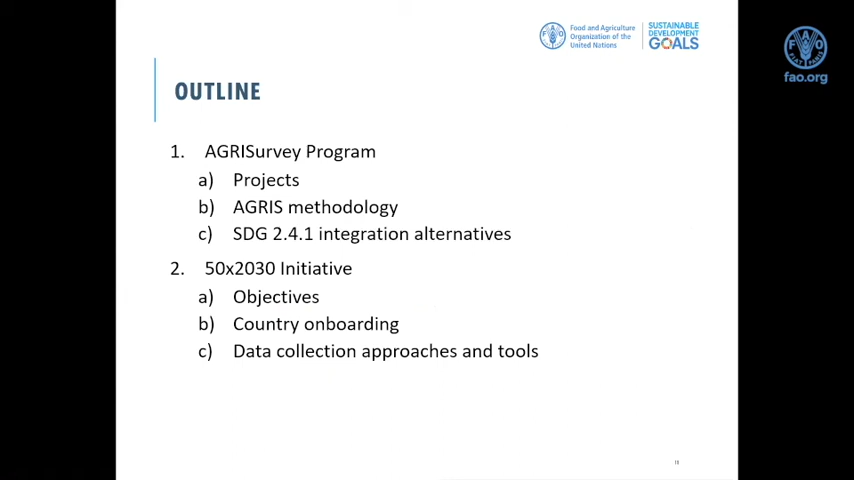 Food and Agriculture
Organization of the
United Nations
SUSTAINABLE
DEVELOPMENT
GOALS
fao.org
OUTLINE
1. AGRISurvey Program
a) Projects
b) AGRIS methodology
c) SDG 2.4.1 integration alternatives
2. 50x2030 Initiative
a) Objectives
b) Country onboarding
c) Data collection approaches and tools